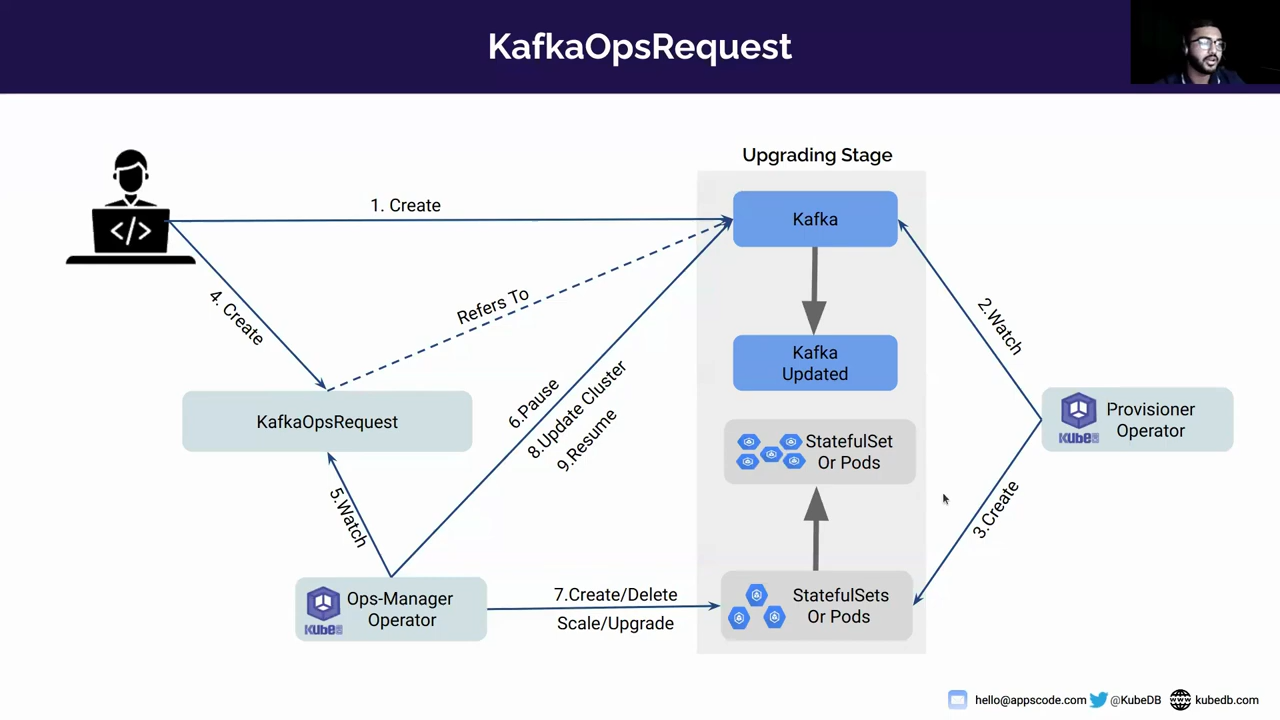 KafkaOpsRequest
Upgrading Stage
</>
1. Create
Kafka
4. Create
Refers To
2.Watch
Kafka
Updated
KafkaOpsRequest
6.Pause
8.Update Cluster
9.Resume
KubeDB
Provisioner
Operator
StatefulSet
Or Pods
5.Watch
3.Create
KubeDB
Ops-Manager
Operator
7.Create/Delete
Scale/Upgrade
StatefulSets
Or Pods
hello@appscode.com @KubeDB kubedb.com